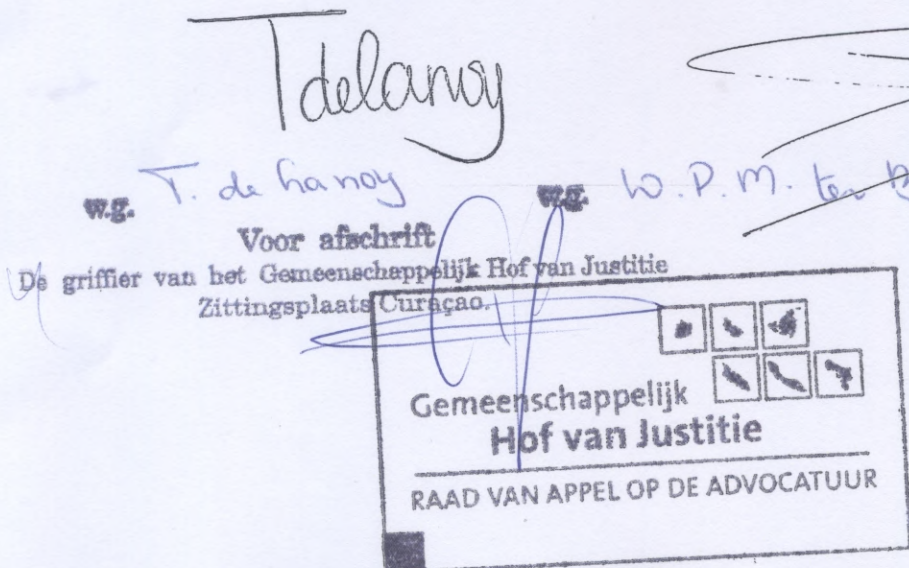 Tdelanoy
w.g. T. de Lanoy w.g. W.P.M. ter
Voor afschrift
De griffier van het Gemeenschappelijk Hof van Justitie
Zittingsplaats Curaçao.
Gemeenschappelijk
Hof van Justitie
RAAD VAN APPEL OP DE ADVOCATUUR